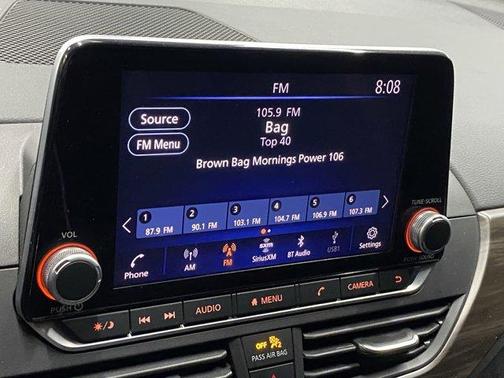 FM 8:08
Source
105.9 FM
Bag
Top 40
FM Menu
Brown Bag Mornings Power 106
1 2 3 4 5 6
87.9 FM 90.1 FM 103.1 FM 104.7 FM 106.9 FM 107.3 FM
Phone AM FM SiriusXM BT Audio USB1 Settings
VOL
PUSH
TUNE·SCROLL
PUSH SOUND
AUDIO MENU CAMERA
OFF 2
PASS AIR BAG